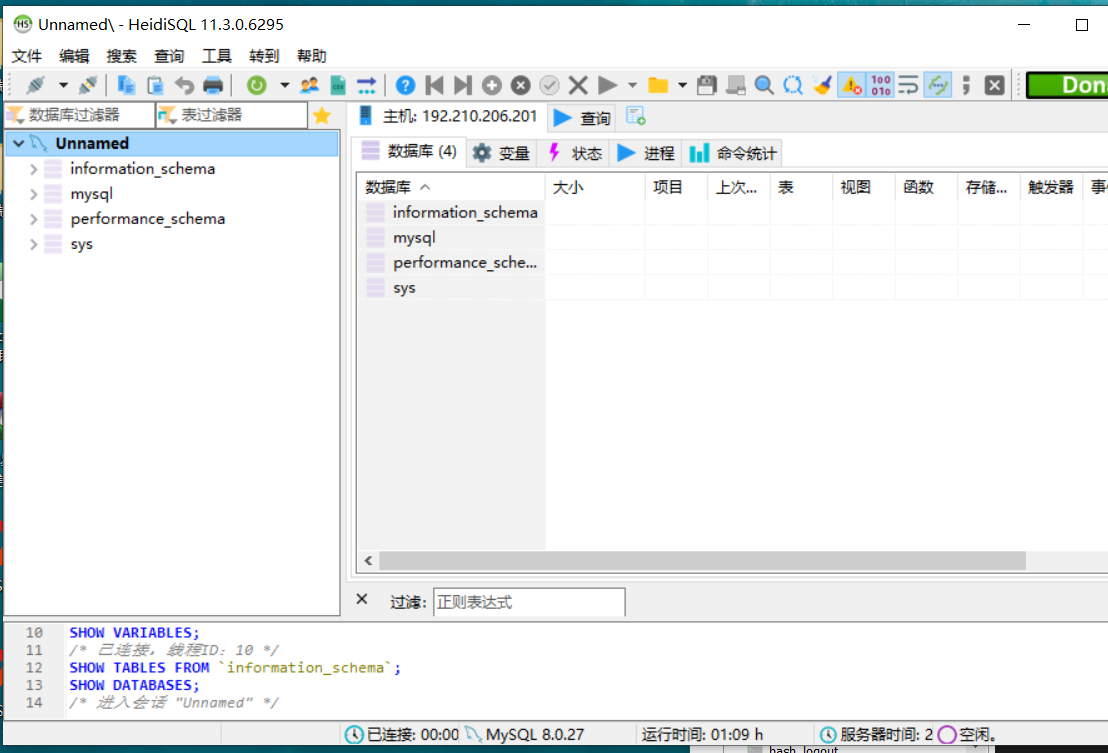 Unnamed\ - HeidiSQL 11.3.0.6295
文件 编辑 搜索 查询 工具 转到 帮助
Don
数据库过滤器 表过滤器
主机: 192.210.206.201 查询
Unnamed
information_schema
mysql
performance_schema
sys
数据库 (4) 变量 状态 进程 命令统计
数据库 大小 项目 上次... 表 视图 函数 存储... 触发器 事
information_schema
mysql
performance_sche...
sys
过滤: 正则表达式
10 SHOW VARIABLES;
11 /* 已连接，线程ID：10 */
12 SHOW TABLES FROM `information_schema`;
13 SHOW DATABASES;
14 /* 进入会话 "Unnamed" */
已连接: 00:00 MySQL 8.0.27 运行时间: 01:09 h 服务器时间: 2 空闲。
bash_logout